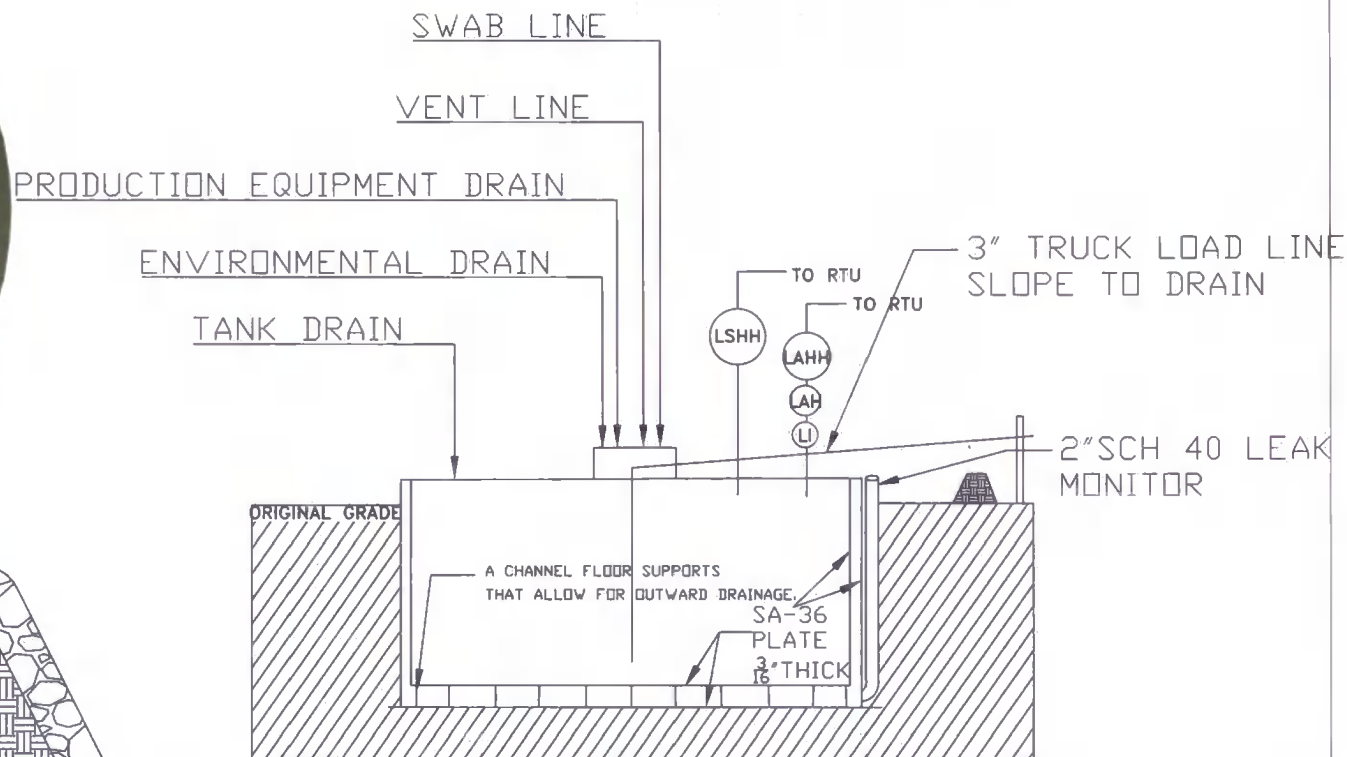 SWAB LINE
VENT LINE
PRODUCTION EQUIPMENT DRAIN
ENVIRONMENTAL DRAIN
TANK DRAIN
TO RTU
TO RTU
3" TRUCK LOAD LINE
SLOPE TO DRAIN
LSHH
LAHH
LAH
LI
2"SCH 40 LEAK
MONITOR
ORIGINAL GRADE
A CHANNEL FLOOR SUPPORTS
THAT ALLOW FOR OUTWARD DRAINAGE.
SA-36
PLATE
3/16"THICK